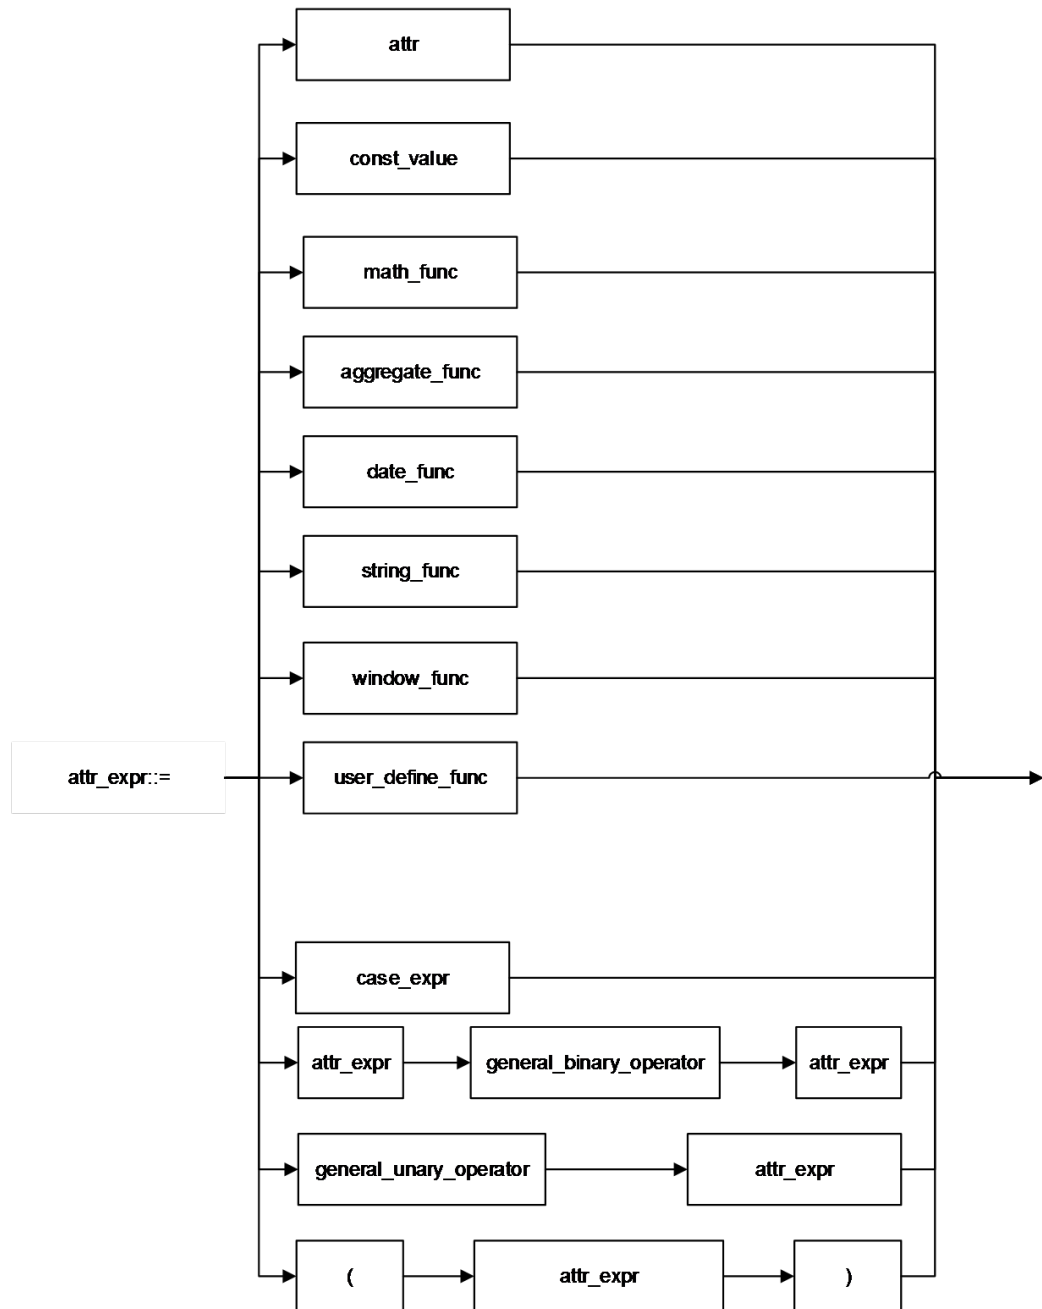 attr
const_value
math_func
aggregate_func
date_func
string_func
window_func
attr_expr::=
user_define_func
case_expr
attr_expr general_binary_operator attr_expr
general_unary_operator attr_expr
( attr_expr )